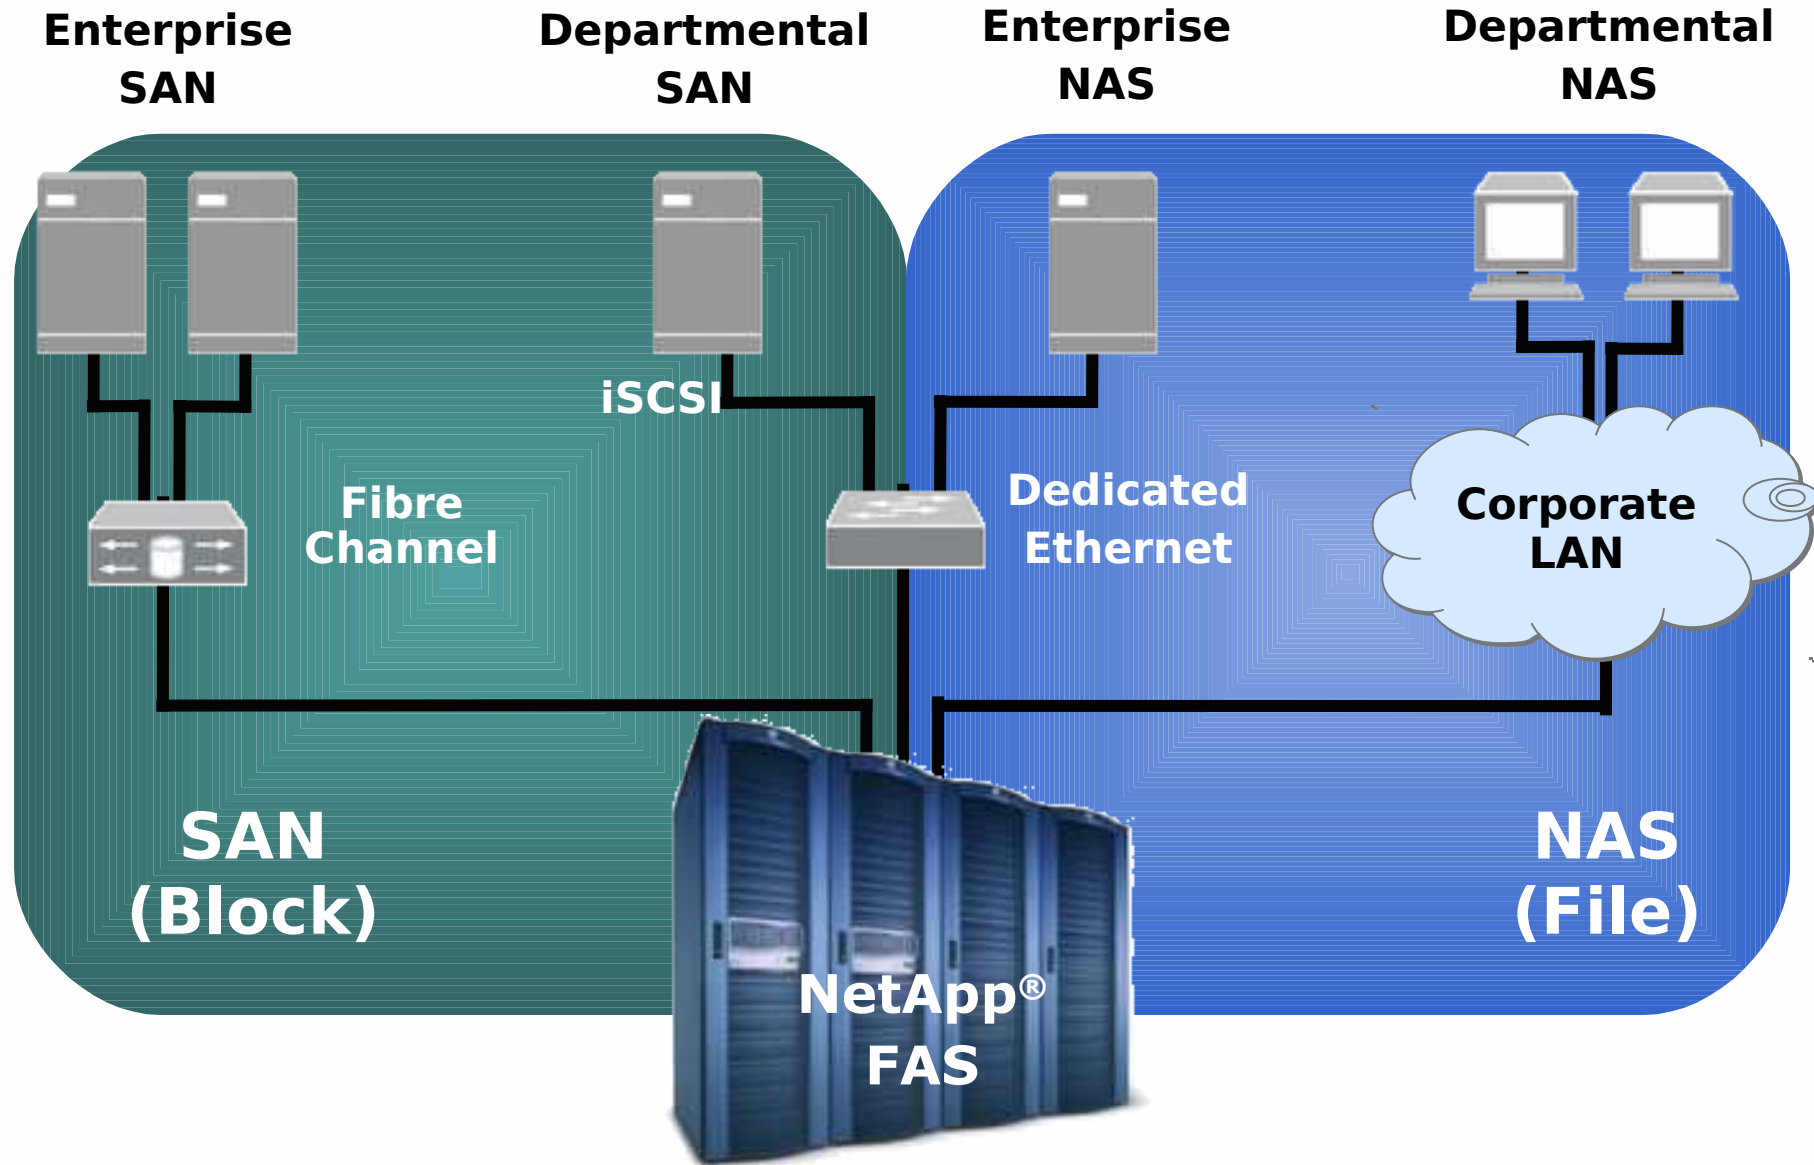 Enterprise
SAN
Departmental
SAN
Enterprise
NAS
Departmental
NAS
iSCSI
Fibre
Channel
Dedicated
Ethernet
Corporate
LAN
SAN
(Block)
NAS
(File)
NetApp®
FAS